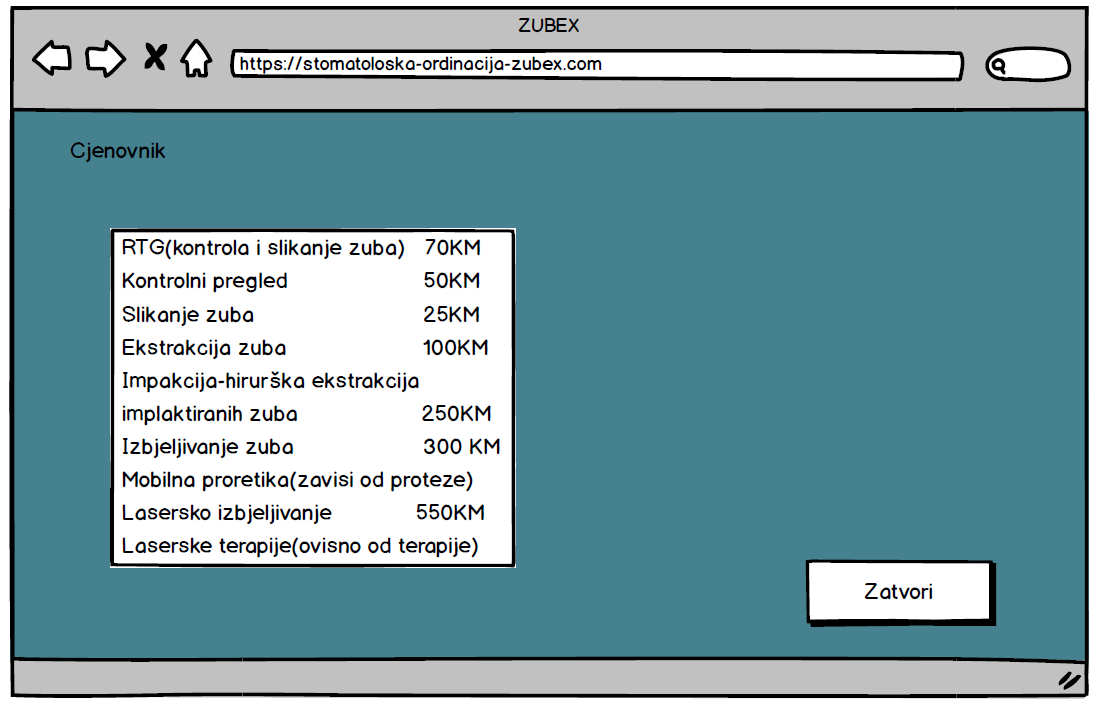 ZUBEX
https://stomatoloska-ordinacija-zubex.com
Cjenovnik
RTG(kontrola i slikanje zuba) 70KM
Kontrolni pregled 50KM
Slikanje zuba 25KM
Ekstrakcija zuba 100KM
Impakcija-hirurška ekstrakcija
implaktiranih zuba 250KM
Izbjeljivanje zuba 300 KM
Mobilna proretika(zavisi od proteze)
Lasersko izbjeljivanje 550KM
Laserske terapije(ovisno od terapije)
Zatvori